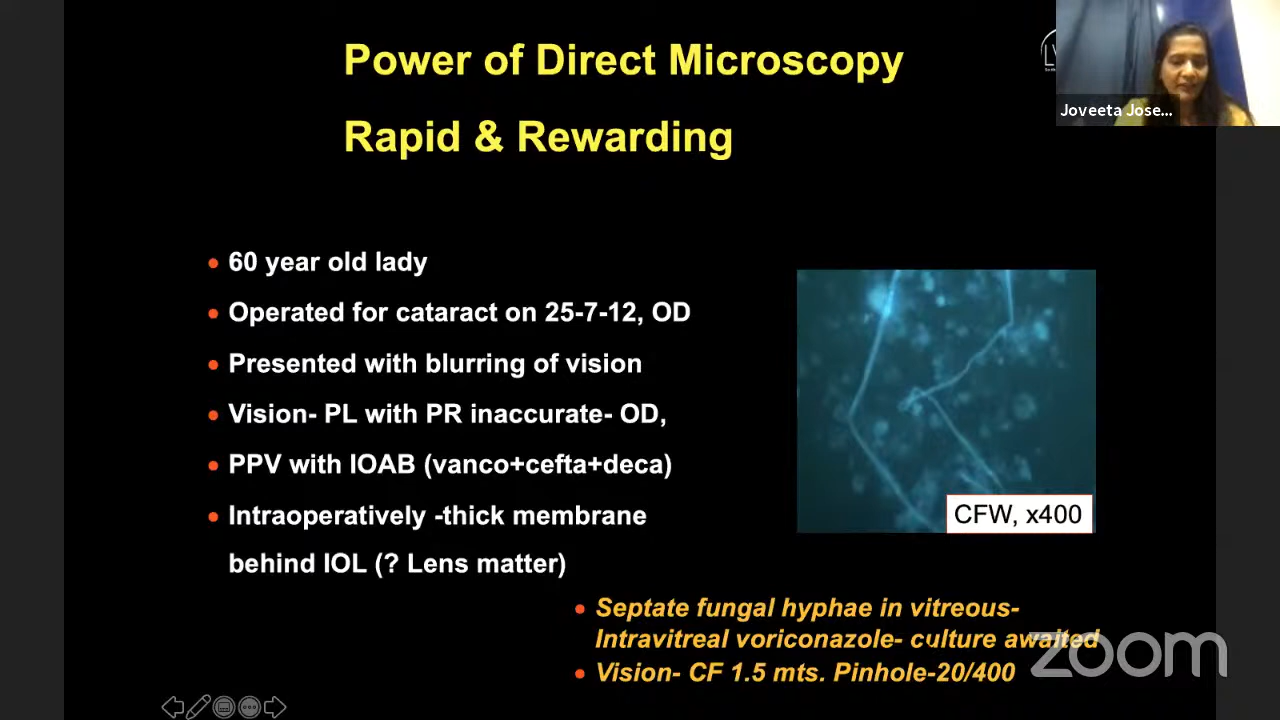 Power of Direct Microscopy
Rapid & Rewarding
Joveeta Jose...
• 60 year old lady
• Operated for cataract on 25-7-12, OD
• Presented with blurring of vision
• Vision- PL with PR inaccurate- OD,
• PPV with IOAB (vanco+cefta+deca)
• Intraoperatively -thick membrane
behind IOL (? Lens matter)
CFW, x400
• Septate fungal hyphae in vitreous-
Intravitreal voriconazole- culture awaited
• Vision- CF 1.5 mts. Pinhole-20/400
zoom